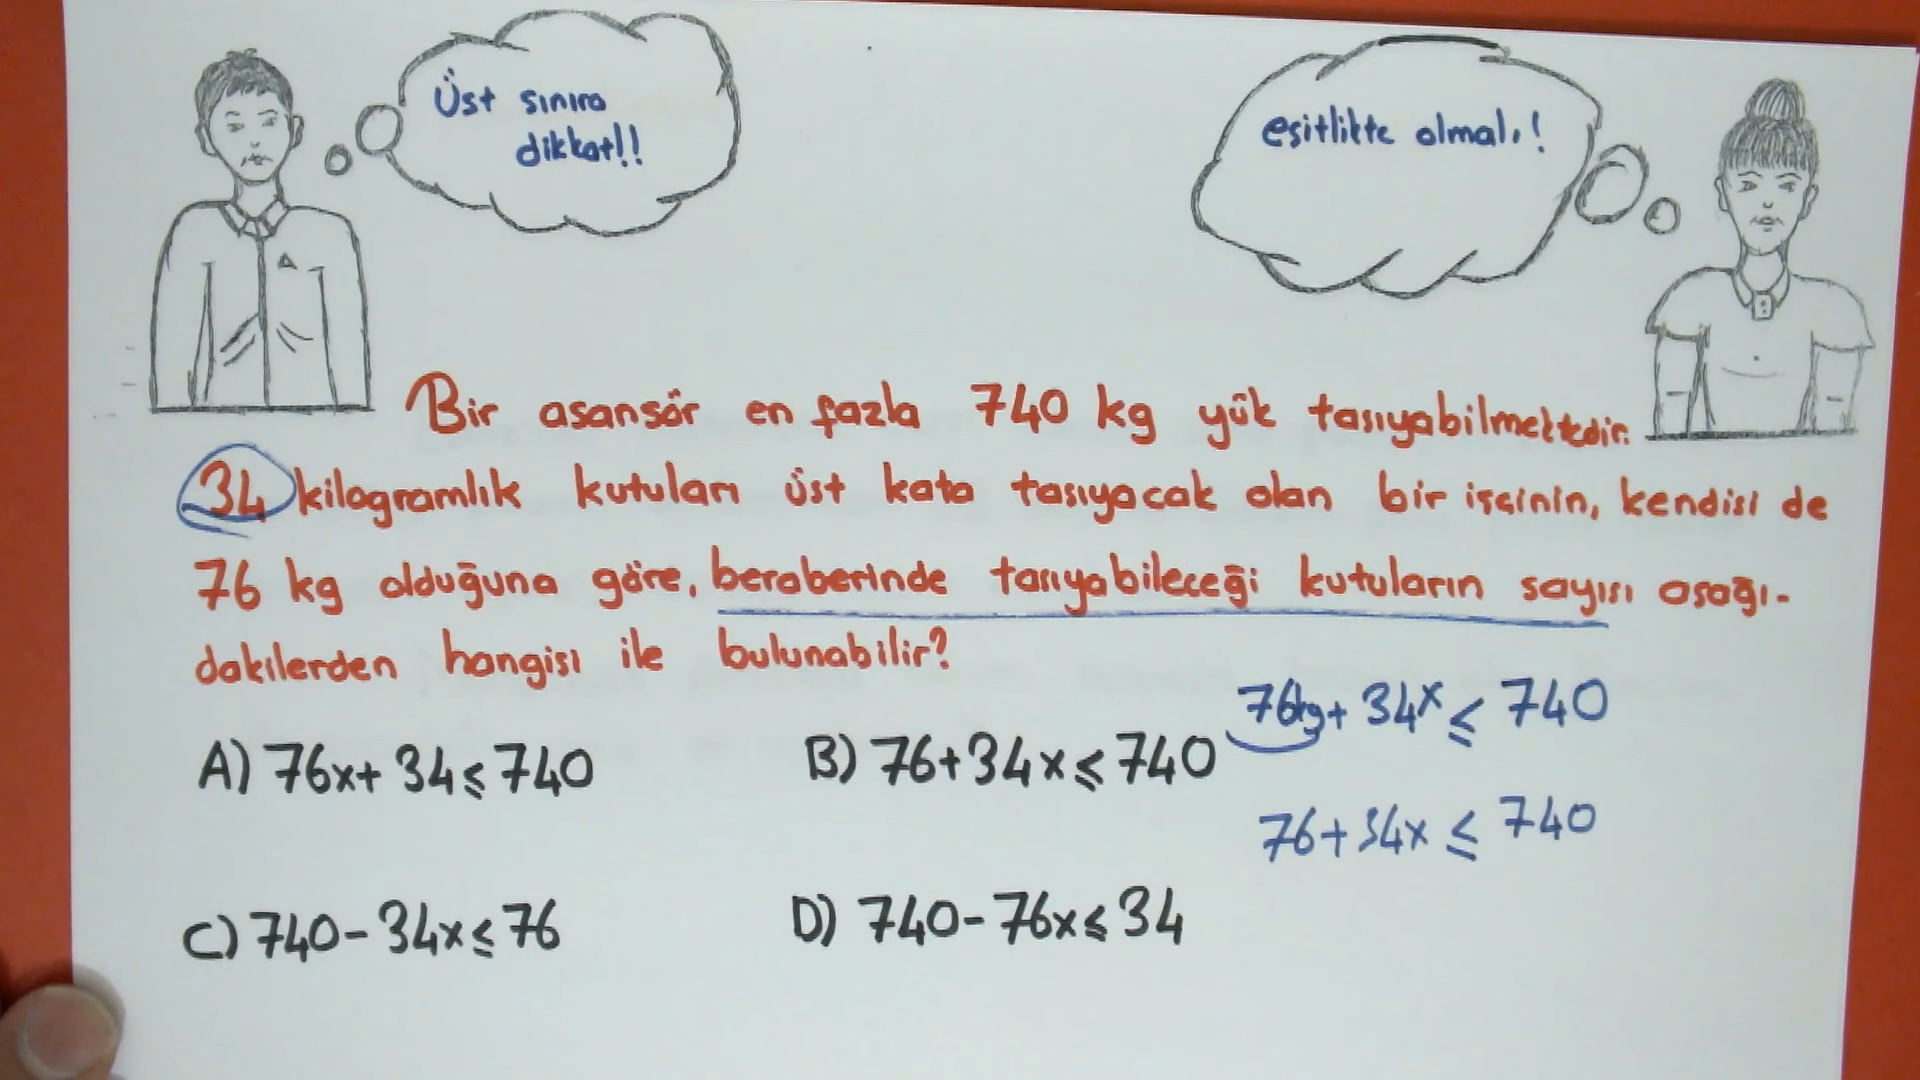 Üst sınıra
dikkat!!
eşitlikte olmalı!
Bir asansör en fazla 740 kg yük taşıyabilmektedir.
34 kilogramlık kutuları üst kata taşıyacak olan bir işçinin, kendisi de
76 kg olduğuna göre, beraberinde taşıyabileceği kutuların sayısı aşağı-
dakilerden hangisi ile bulunabilir?
76kg + 34x ≤ 740
A) 76x + 34 ≤ 740
B) 76 + 34x ≤ 740
76 + 34x ≤ 740
C) 740 - 34x ≤ 76
D) 740 - 76x ≤ 34